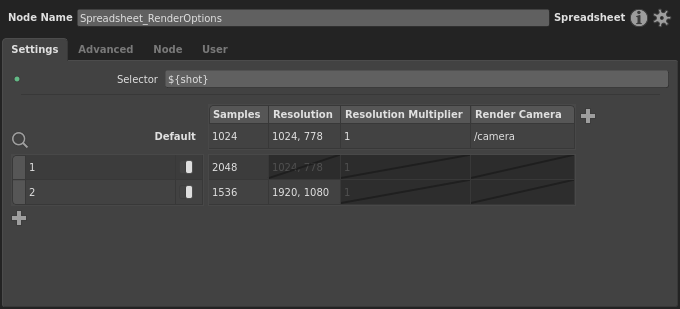 Node Name Spreadsheet_RenderOptions Spreadsheet
Settings Advanced Node User
Selector ${shot}
Samples Resolution Resolution Multiplier Render Camera
Default 1024 1024, 778 1 /camera
1 2048 1024, 778 1
2 1536 1920, 1080 1